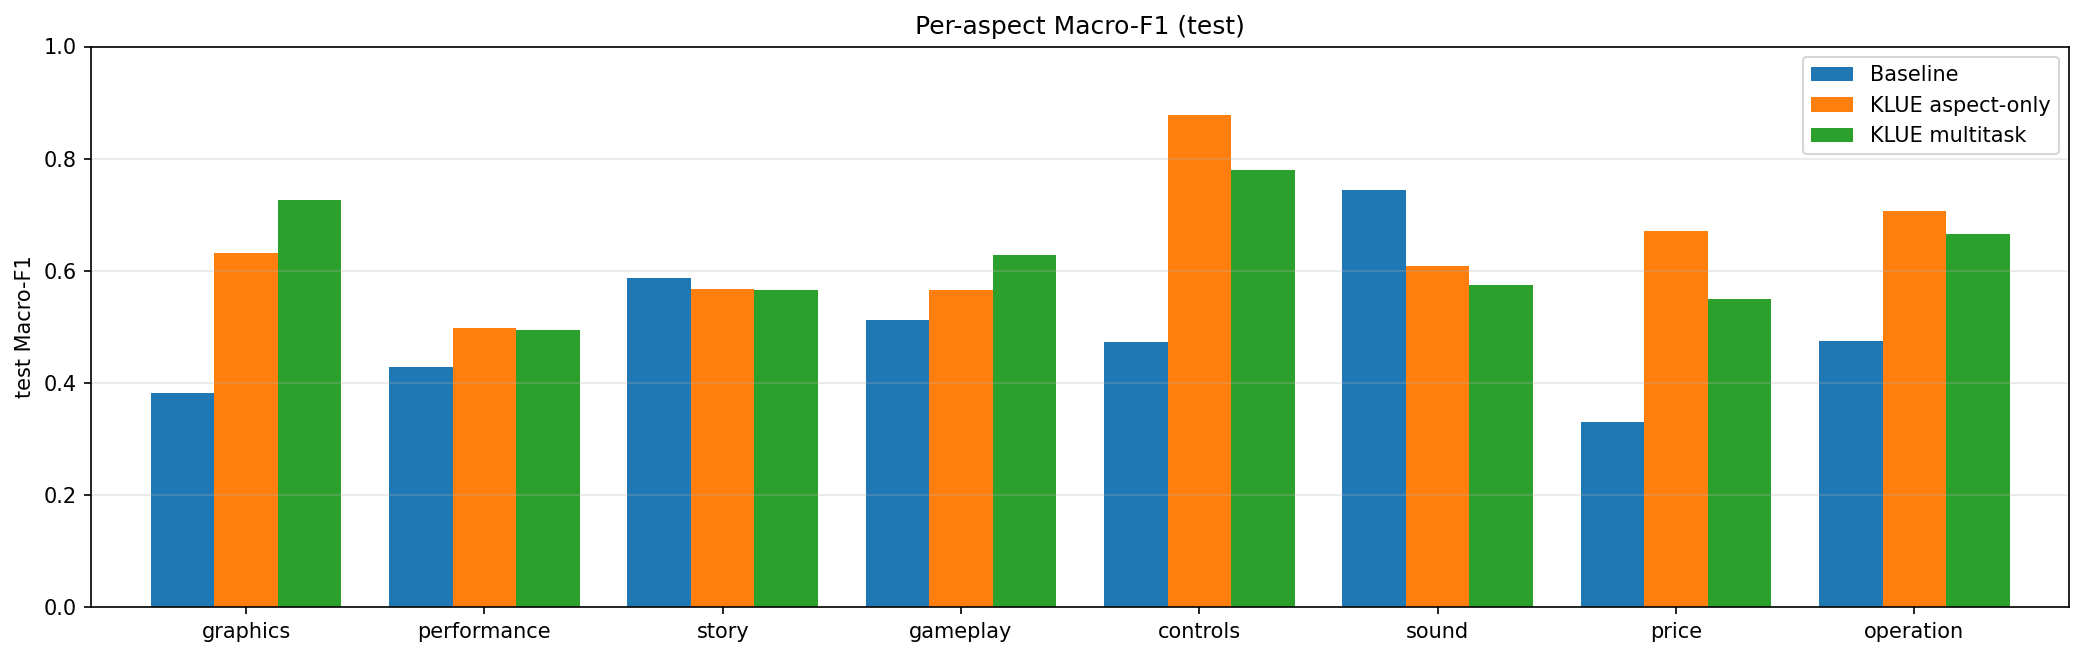 Per-aspect Macro-F1 (test)
1.0
0.8
0.6
0.4
0.2
0.0
test Macro-F1
Baseline
KLUE aspect-only
KLUE multitask
graphics performance story gameplay controls sound price operation